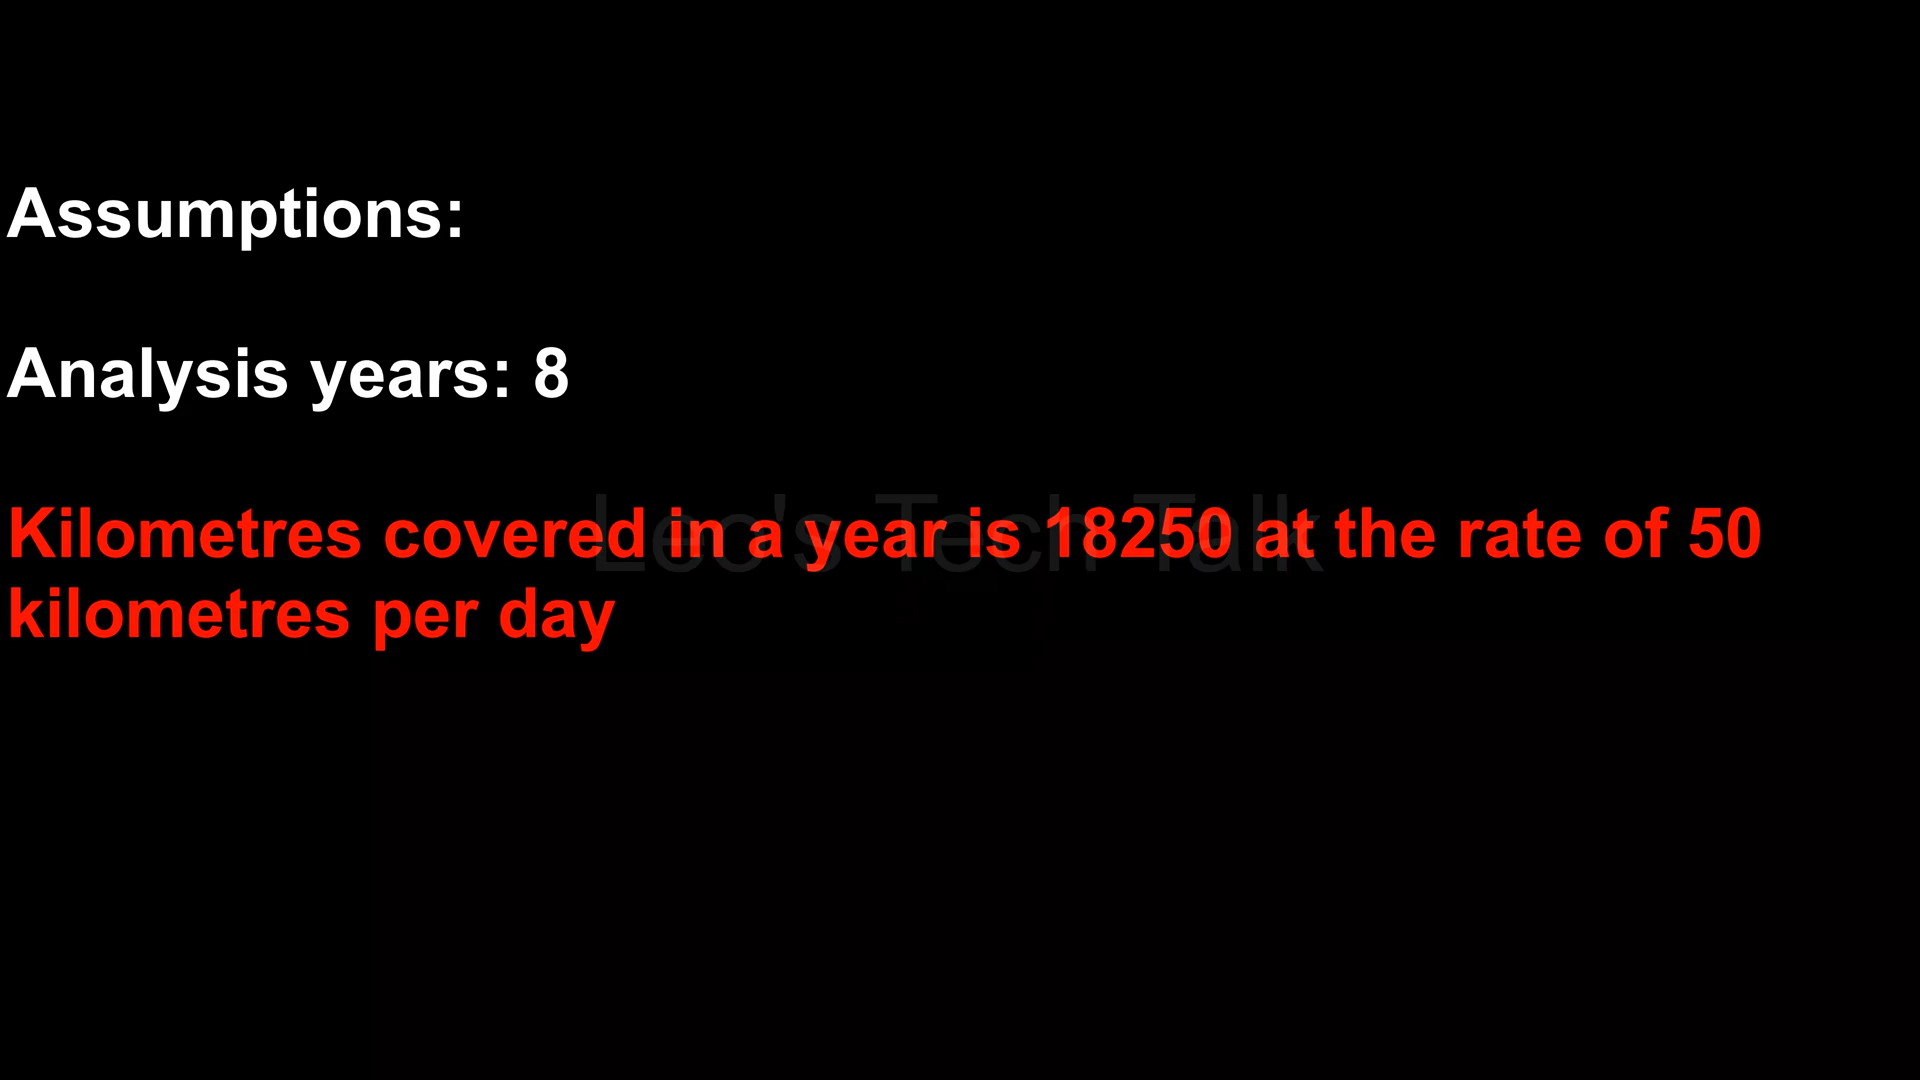 Assumptions:
Analysis years: 8
Kilometres covered in a year is 18250 at the rate of 50
kilometres per day
Leo's Tech Talk